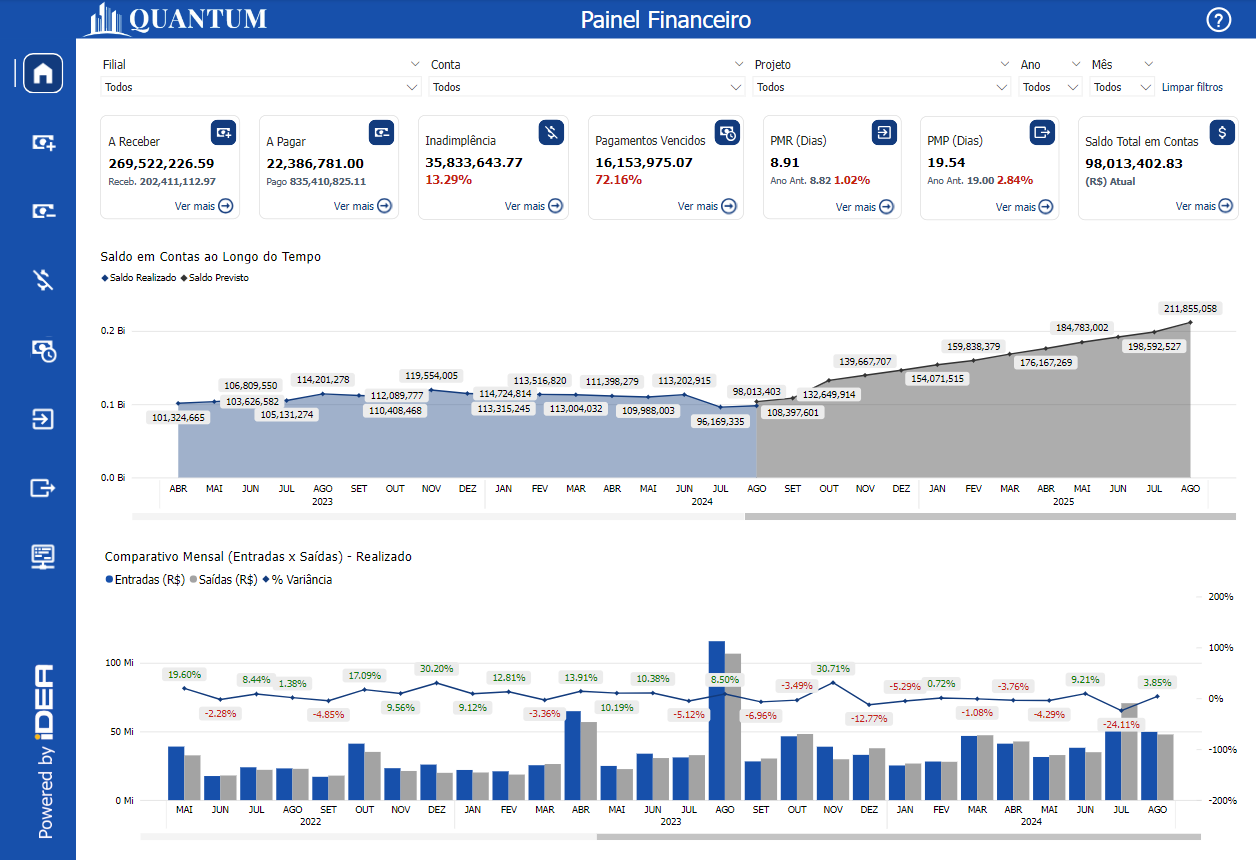 QUANTUM
Painel Financeiro
?
Filial
Conta
Projeto
Ano
Mês
Todos
Todos
Todos
Todos
Todos
Limpar filtros
A Receber
269,522,226.59
Receb. 202,411,112.97
Ver mais
A Pagar
22,386,781.00
Pago 835,410,825.11
Ver mais
Inadimplência
35,833,643.77
13.29%
Ver mais
Pagamentos Vencidos
16,153,975.07
72.16%
Ver mais
PMR (Dias)
8.91
Ano Ant. 8.82 1.02%
Ver mais
PMP (Dias)
19.54
Ano Ant. 19.00 2.84%
Ver mais
Saldo Total em Contas
$
98,013,402.83
(R$) Atual
Ver mais
Saldo em Contas ao Longo do Tempo
Saldo Realizado Saldo Previsto
0.2 Bi
0.1 Bi
0.0 Bi
101,324,665
103,626,582
106,809,550
105,131,274
114,201,278
112,089,777
110,408,468
119,554,005
114,724,814
113,315,245
113,516,820
113,004,032
111,398,279
109,988,003
113,202,915
96,169,335
98,013,403
108,397,601
132,649,914
139,667,707
154,071,515
159,838,379
176,167,269
184,783,002
198,592,527
211,855,058
ABR MAI JUN JUL AGO SET OUT NOV DEZ JAN FEV MAR ABR MAI JUN JUL AGO SET OUT NOV DEZ JAN FEV MAR ABR MAI JUN JUL AGO
2023 2024 2025
Comparativo Mensal (Entradas x Saídas) - Realizado
Entradas (R$) Saídas (R$) % Variância
100 Mi
50 Mi
0 Mi
200%
100%
0%
-100%
-200%
19.60%
-2.28%
8.44%
1.38%
-4.85%
17.09%
9.56%
30.20%
9.12%
12.81%
-3.36%
13.91%
10.19%
10.38%
-5.12%
8.50%
-6.96%
-3.49%
30.71%
-12.77%
-5.29%
0.72%
-1.08%
-3.76%
-4.29%
9.21%
-24.11%
3.85%
MAI JUN JUL AGO SET OUT NOV DEZ JAN FEV MAR ABR MAI JUN JUL AGO SET OUT NOV DEZ JAN FEV MAR ABR MAI JUN JUL AGO
2022 2023 2024
Powered by iDEA